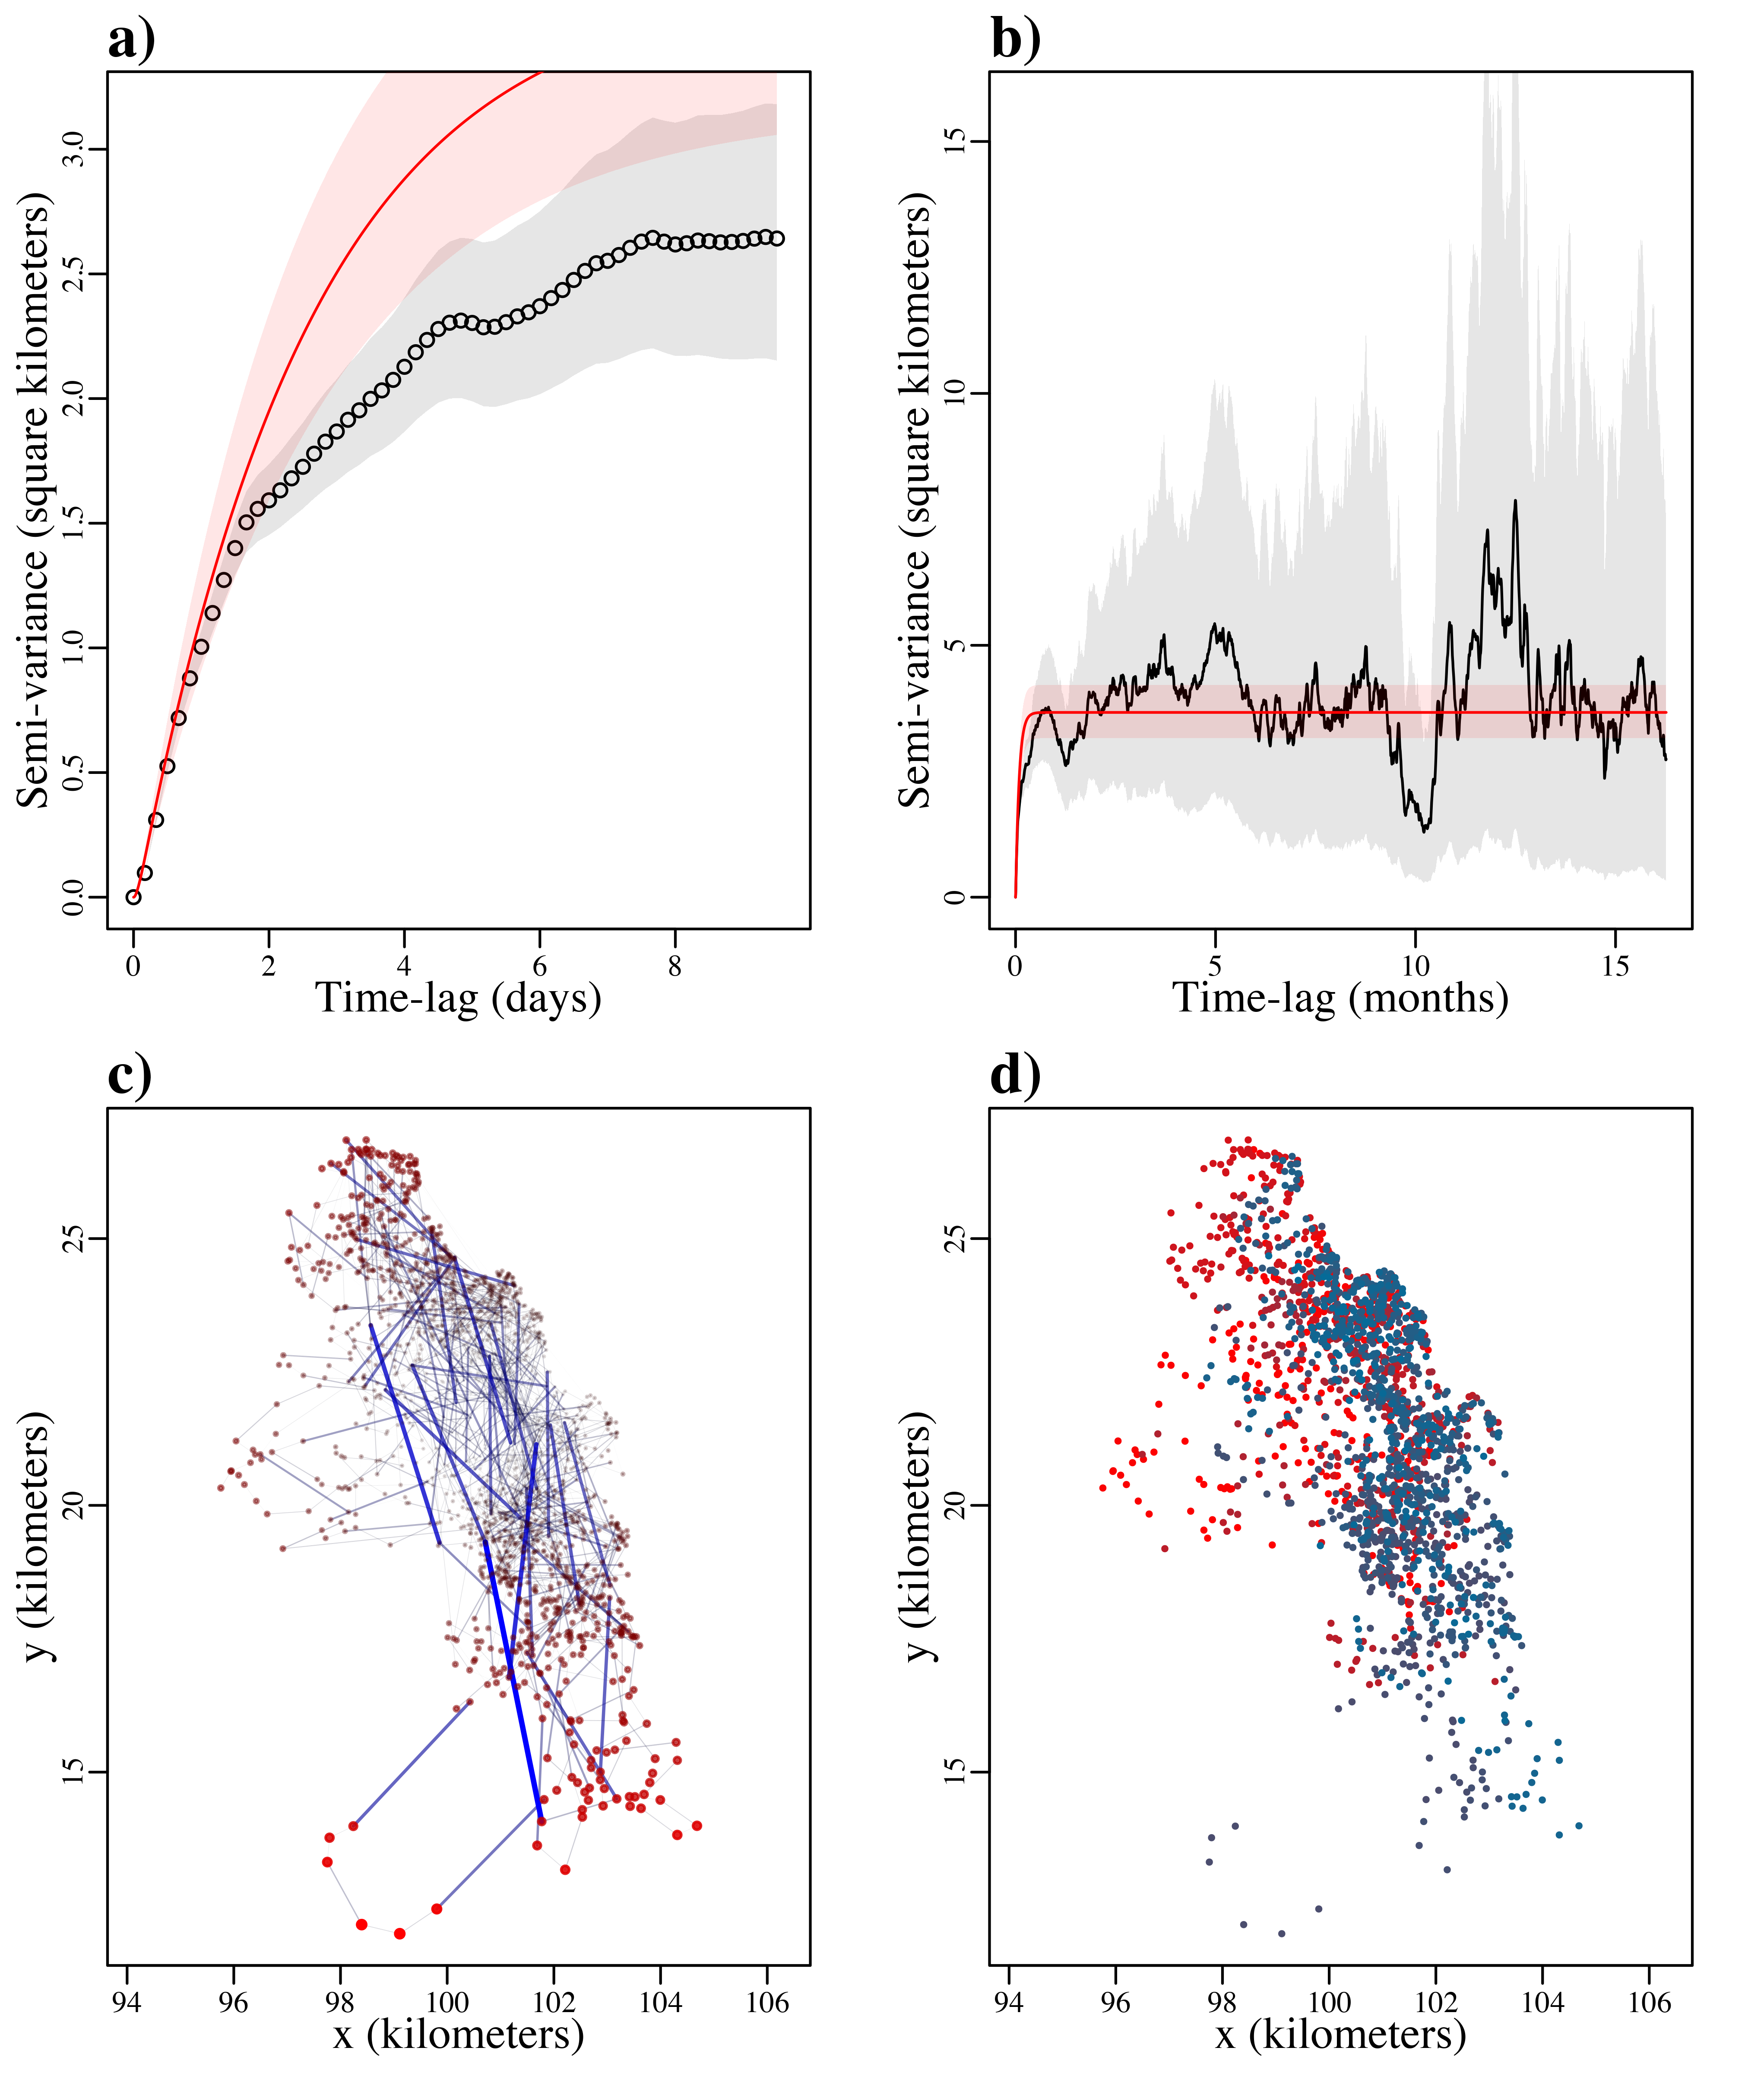 a)
Semi-variance (square kilometers)
0.0 0.5 1.0 1.5 2.0 2.5 3.0
0 2 4 6 8
Time-lag (days)
b)
Semi-variance (square kilometers)
0 5 10 15
0 5 10 15
Time-lag (months)
c)
y (kilometers)
15 20 25
94 96 98 100 102 104 106
x (kilometers)
d)
y (kilometers)
15 20 25
94 96 98 100 102 104 106
x (kilometers)